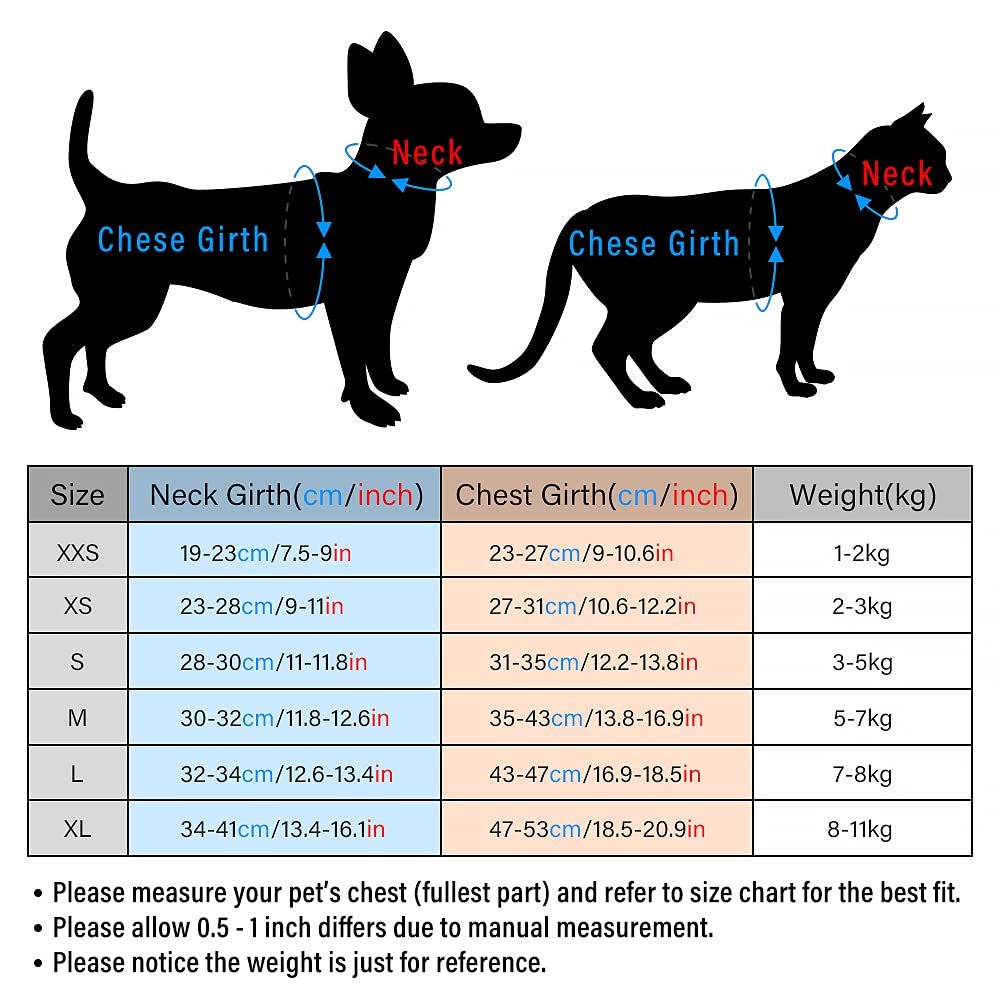 Neck
Neck
Chese Girth
Chese Girth
Size Neck Girth(cm/inch) Chest Girth(cm/inch) Weight(kg)
XXS 19-23cm/7.5-9in 23-27cm/9-10.6in 1-2kg
XS 23-28cm/9-11in 27-31cm/10.6-12.2in 2-3kg
S 28-30cm/11-11.8in 31-35cm/12.2-13.8in 3-5kg
M 30-32cm/11.8-12.6in 35-43cm/13.8-16.9in 5-7kg
L 32-34cm/12.6-13.4in 43-47cm/16.9-18.5in 7-8kg
XL 34-41cm/13.4-16.1in 47-53cm/18.5-20.9in 8-11kg
• Please measure your pet's chest (fullest part) and refer to size chart for the best fit.
• Please allow 0.5 - 1 inch differs due to manual measurement.
• Please notice the weight is just for reference.